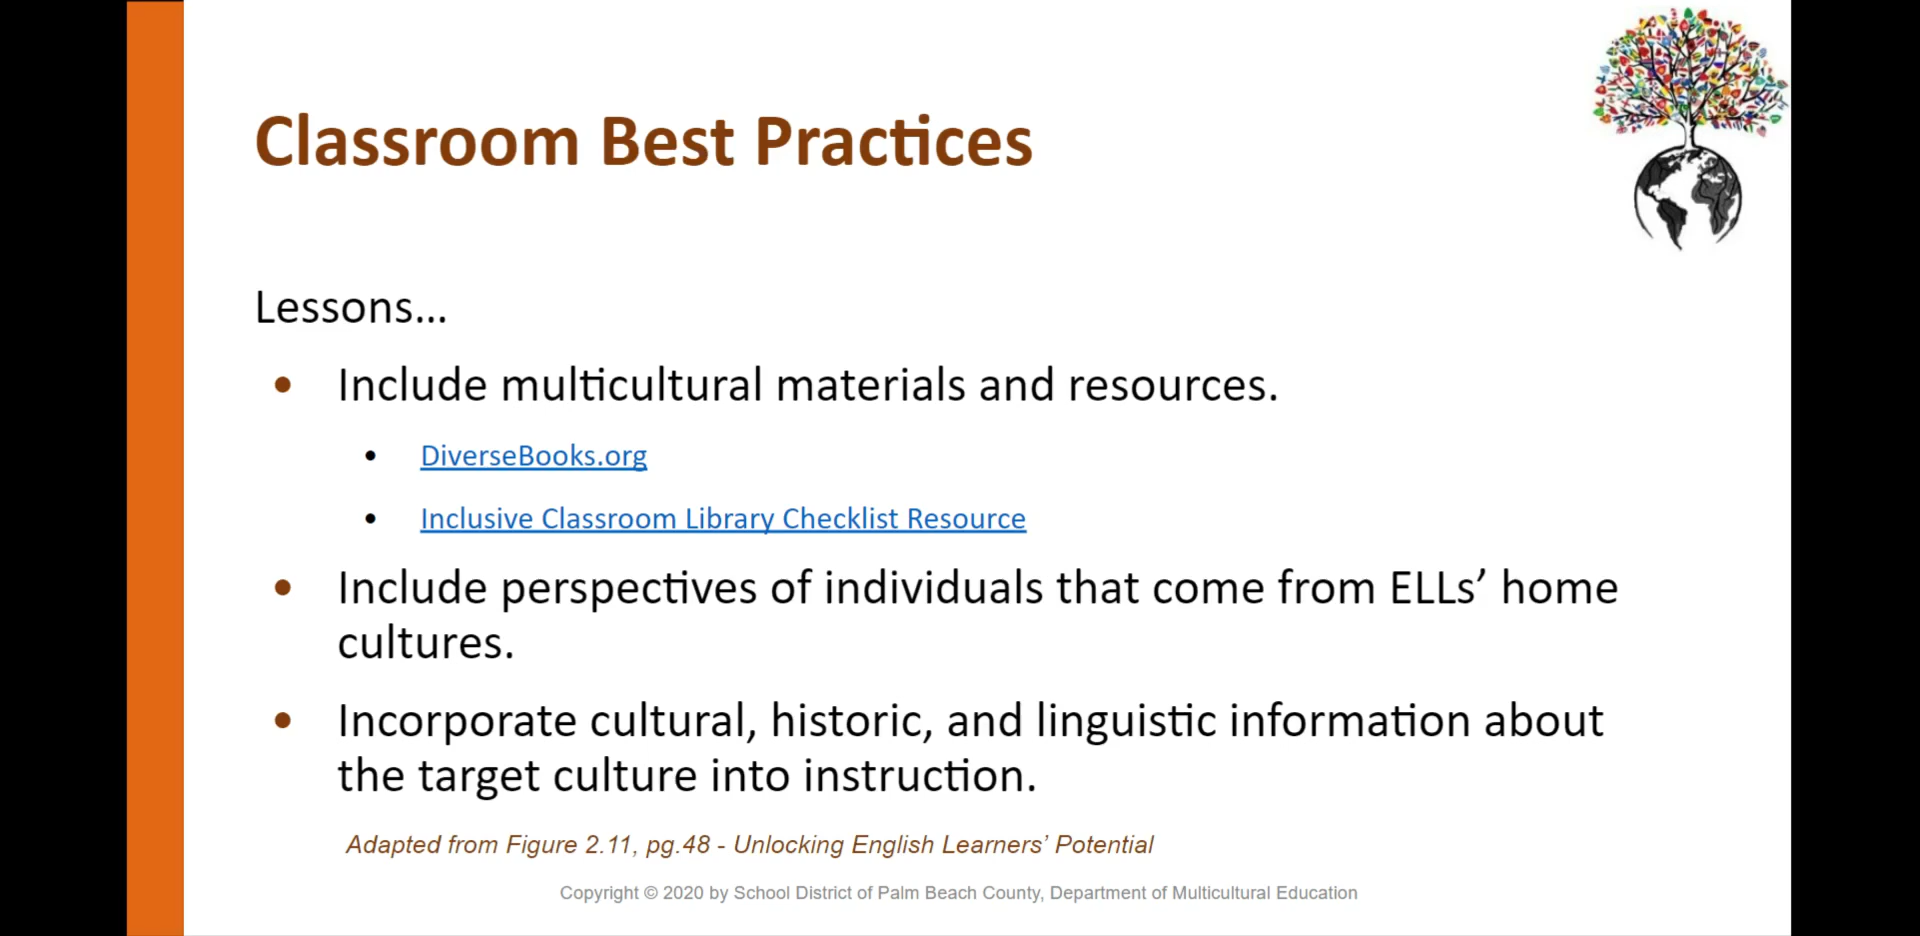 Classroom Best Practices
Lessons...
• Include multicultural materials and resources.
• DiverseBooks.org
• Inclusive Classroom Library Checklist Resource
• Include perspectives of individuals that come from ELLs’ home
cultures.
• Incorporate cultural, historic, and linguistic information about
the target culture into instruction.
Adapted from Figure 2.11, pg.48 - Unlocking English Learners’ Potential
Copyright © 2020 by School District of Palm Beach County, Department of Multicultural Education